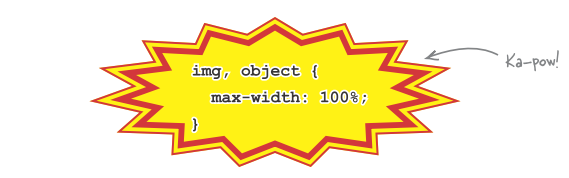 img, object {
max-width: 100%;
}
Ka-pow!